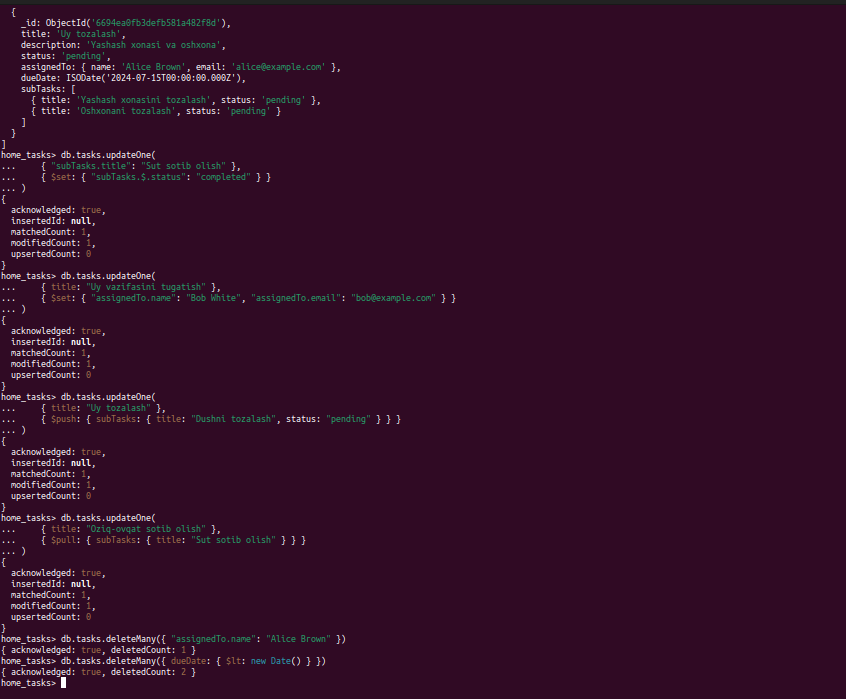 {
_id: ObjectId('6694ea0fb3defb581a482f8d'),
title: 'Uy tozalash',
description: 'Yashash xonasi va oshxona',
status: 'pending',
assignedTo: { name: 'Alice Brown', email: 'alice@example.com' },
dueDate: ISODate('2024-07-15T00:00:00.000Z'),
subTasks: [
{ title: 'Yashash xonasini tozalash', status: 'pending' },
{ title: 'Oshxonani tozalash', status: 'pending' }
]
}
]
home_tasks> db.tasks.updateOne(
... { "subTasks.title": "Sut sotib olish" },
... { $set: { "subTasks.$.status": "completed" } }
... )
{
acknowledged: true,
insertedId: null,
matchedCount: 1,
modifiedCount: 1,
upsertedCount: 0
}
home_tasks> db.tasks.updateOne(
... { title: "Uy vazifasini tugatish" },
... { $set: { "assignedTo.name": "Bob White", "assignedTo.email": "bob@example.com" } }
... )
{
acknowledged: true,
insertedId: null,
matchedCount: 1,
modifiedCount: 1,
upsertedCount: 0
}
home_tasks> db.tasks.updateOne(
... { title: "Uy tozalash" },
... { $push: { subTasks: { title: "Dushni tozalash", status: "pending" } } }
... )
{
acknowledged: true,
insertedId: null,
matchedCount: 1,
modifiedCount: 1,
upsertedCount: 0
}
home_tasks> db.tasks.updateOne(
... { title: "Oziq-ovqat sotib olish" },
... { $pull: { subTasks: { title: "Sut sotib olish" } } }
... )
{
acknowledged: true,
insertedId: null,
matchedCount: 1,
modifiedCount: 1,
upsertedCount: 0
}
home_tasks> db.tasks.deleteMany({ "assignedTo.name": "Alice Brown" })
{ acknowledged: true, deletedCount: 1 }
home_tasks> db.tasks.deleteMany({ dueDate: { $lt: new Date() } })
{ acknowledged: true, deletedCount: 2 }
home_tasks>